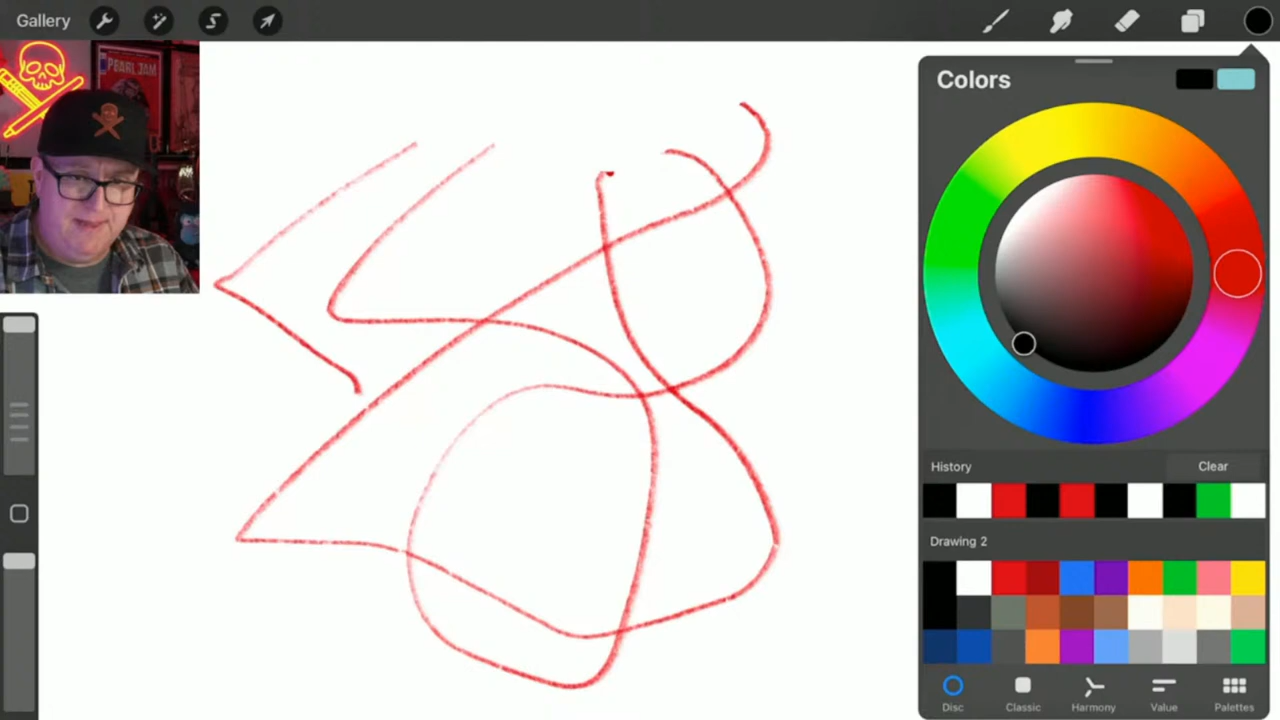 Gallery
PEARL JAM
Colors
History
Clear
Drawing 2
Disc
Classic
Harmony
Value
Palettes